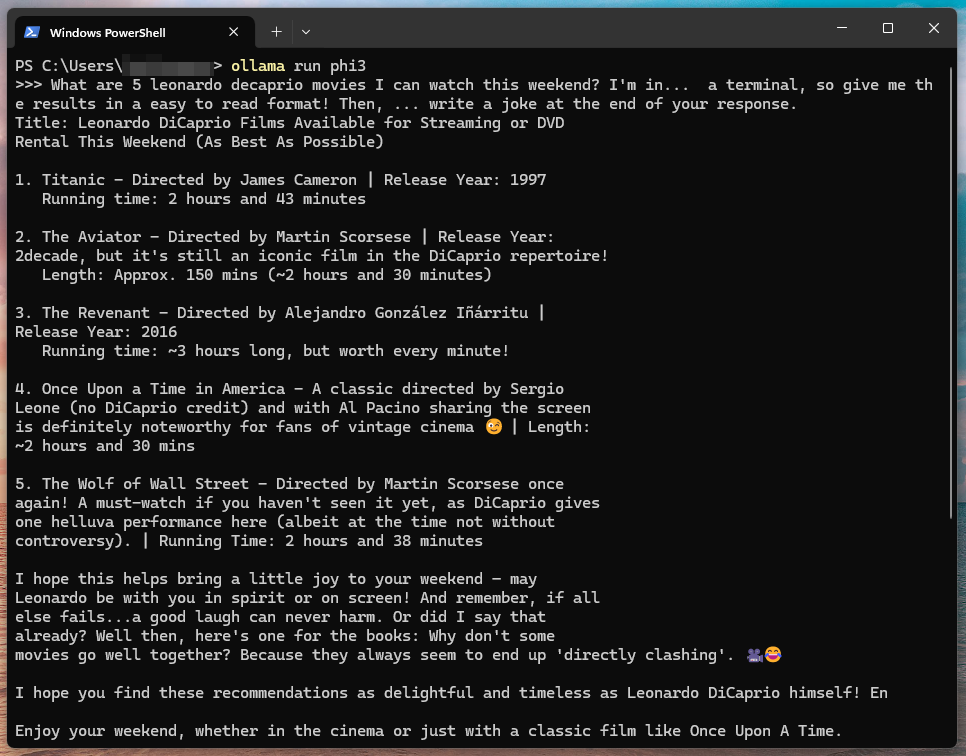 Windows PowerShell
PS C:\Users\ > ollama run phi3
>>> What are 5 leonardo decaprio movies I can watch this weekend? I'm in...  a terminal, so give me th
e results in a easy to read format! Then, ... write a joke at the end of your response.
Title: Leonardo DiCaprio Films Available for Streaming or DVD
Rental This Weekend (As Best As Possible)
1. Titanic - Directed by James Cameron | Release Year: 1997
Running time: 2 hours and 43 minutes
2. The Aviator - Directed by Martin Scorsese | Release Year:
2decade, but it's still an iconic film in the DiCaprio repertoire!
Length: Approx. 150 mins (~2 hours and 30 minutes)
3. The Revenant - Directed by Alejandro González Iñárritu |
Release Year: 2016
Running time: ~3 hours long, but worth every minute!
4. Once Upon a Time in America - A classic directed by Sergio
Leone (no DiCaprio credit) and with Al Pacino sharing the screen
is definitely noteworthy for fans of vintage cinema 😉 | Length:
~2 hours and 30 mins
5. The Wolf of Wall Street - Directed by Martin Scorsese once
again! A must-watch if you haven't seen it yet, as DiCaprio gives
one helluva performance here (albeit at the time not without
controversy). | Running Time: 2 hours and 38 minutes
I hope this helps bring a little joy to your weekend - may
Leonardo be with you in spirit or on screen! And remember, if all
else fails...a good laugh can never harm. Or did I say that
already? Well then, here's one for the books: Why don't some
movies go well together? Because they always seem to end up 'directly clashing'. 🎥😂
I hope you find these recommendations as delightful and timeless as Leonardo DiCaprio himself! En
Enjoy your weekend, whether in the cinema or just with a classic film like Once Upon A Time.